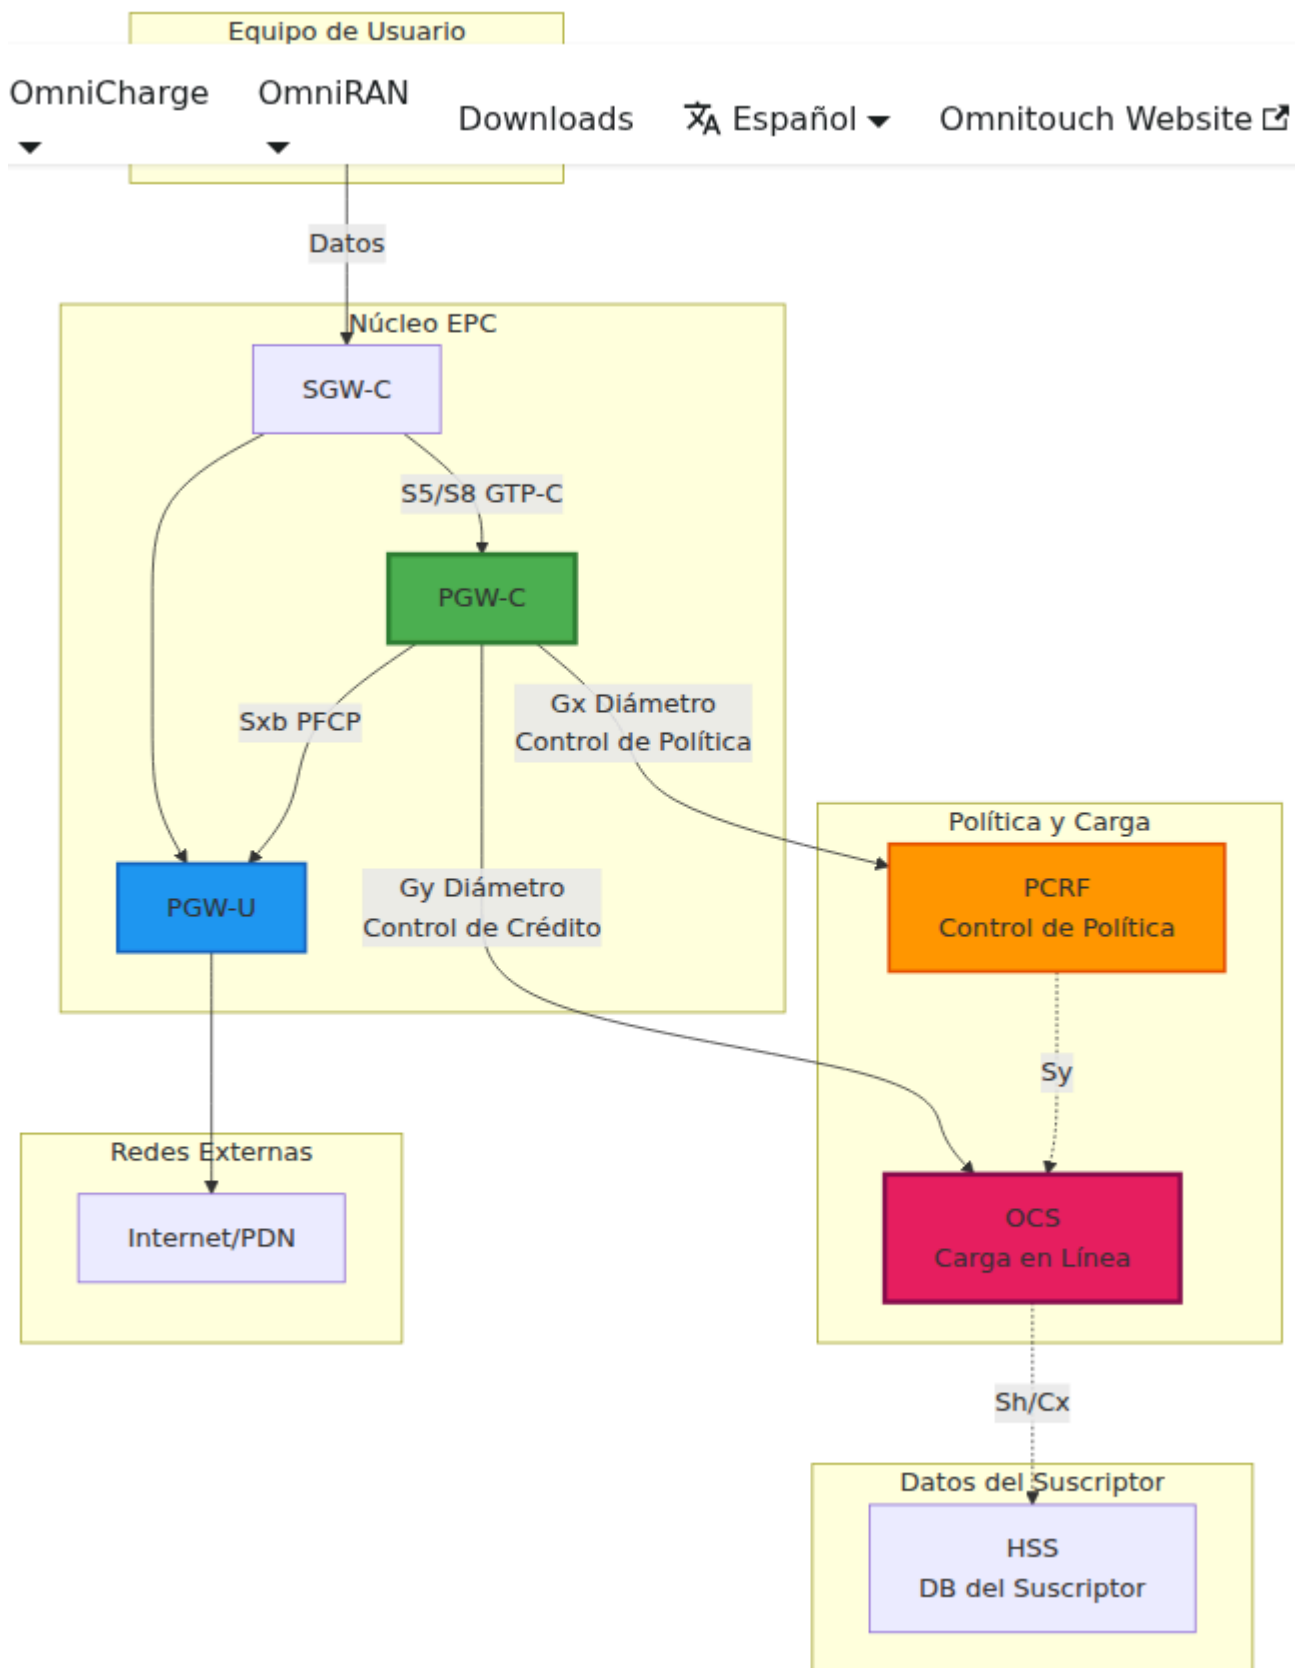 Equipo de Usuario
OmniCharge
OmniRAN
Downloads
Español
Omnitouch Website
Datos
Núcleo EPC
SGW-C
S5/S8 GTP-C
PGW-C
Sxb PFCP
Gx Diámetro
Control de Política
Política y Carga
PCRF
Control de Política
PGW-U
Gy Diámetro
Control de Crédito
Sy
Redes Externas
Internet/PDN
OCS
Carga en Línea
Sh/Cx
Datos del Suscriptor
HSS
DB del Suscriptor